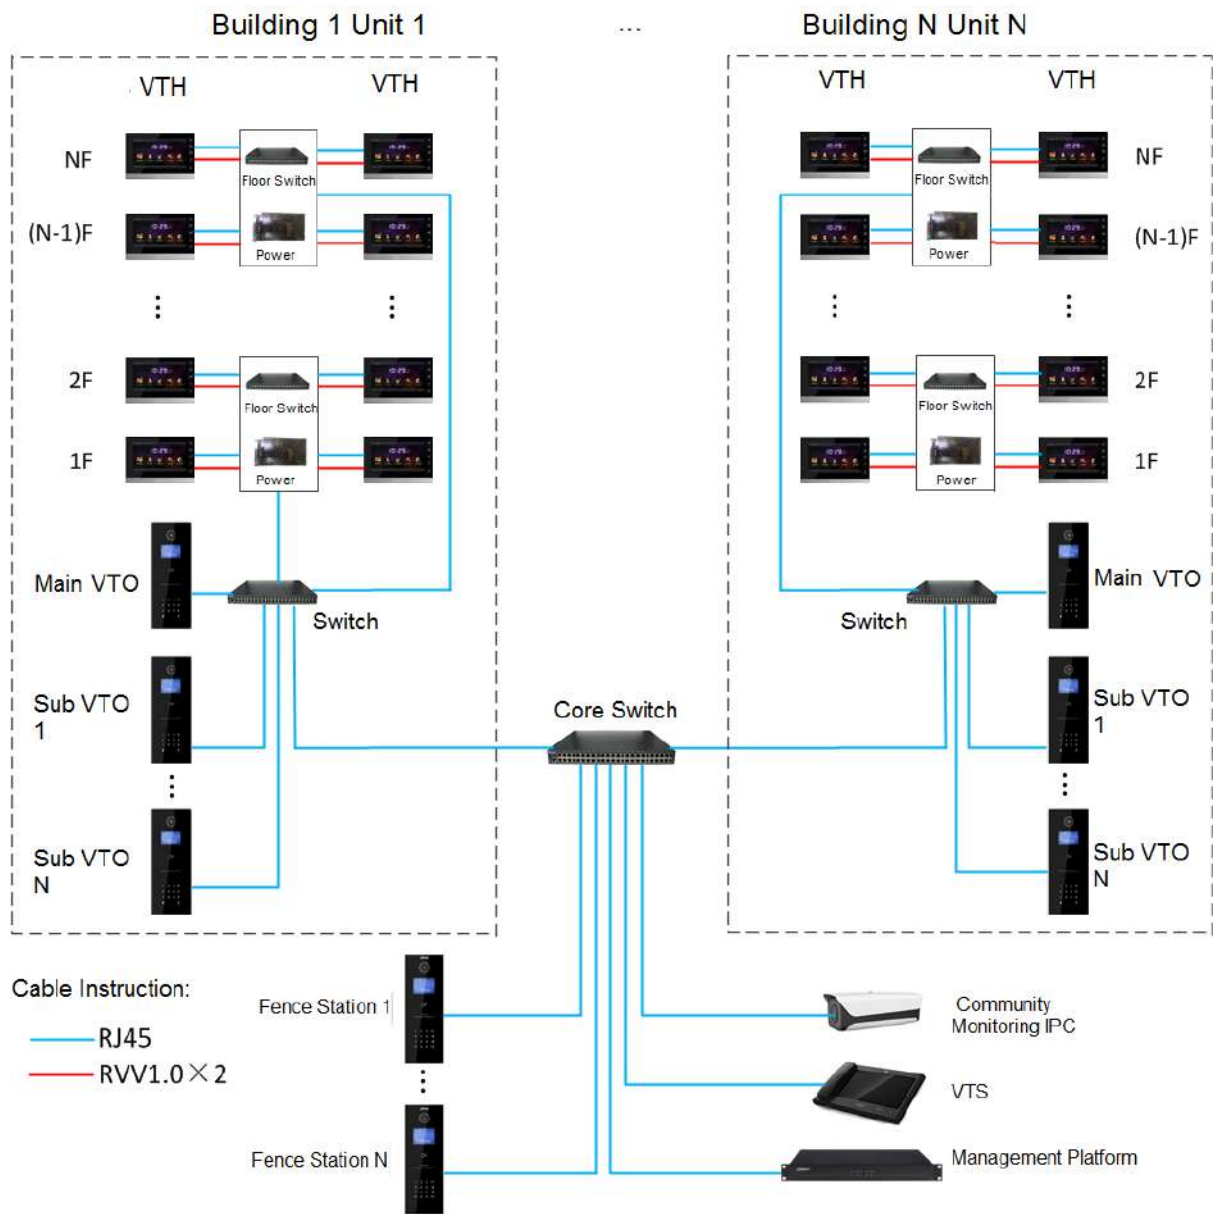 Building 1 Unit 1
...
Building N Unit N
VTH
VTH
VTH
VTH
NF
Floor Switch
Floor Switch
NF
(N-1)F
Power
Power
(N-1)F
2F
Floor Switch
Floor Switch
2F
1F
Power
Power
1F
Main VTO
Switch
Switch
Main VTO
Sub VTO
1
Core Switch
Sub VTO
1
Sub VTO
N
Sub VTO
N
Cable Instruction:
RJ45
RVV1.0×2
Fence Station 1
Fence Station N
Community
Monitoring IPC
VTS
Management Platform